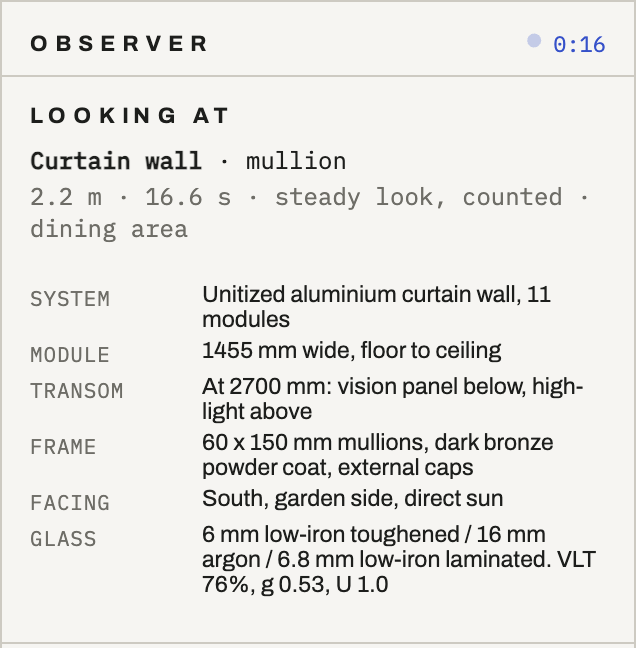 OBSERVER
0:16
LOOKING AT
Curtain wall · mullion
2.2 m · 16.6 s · steady look, counted ·
dining area
SYSTEM
Unitized aluminium curtain wall, 11
modules
MODULE
1455 mm wide, floor to ceiling
TRANSOM
At 2700 mm: vision panel below, high-
light above
FRAME
60 x 150 mm mullions, dark bronze
powder coat, external caps
FACING
South, garden side, direct sun
GLASS
6 mm low-iron toughened / 16 mm
argon / 6.8 mm low-iron laminated. VLT
76%, g 0.53, U 1.0